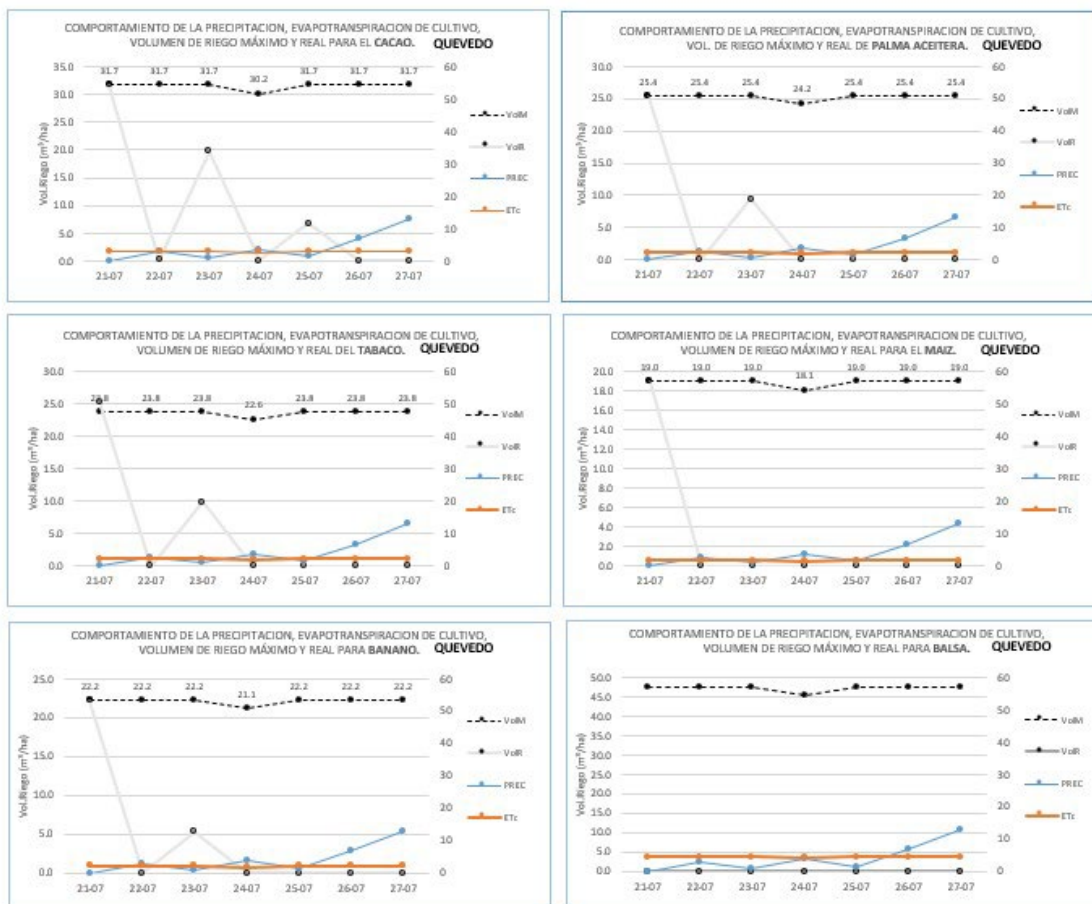 COMPORTAMIENTO DE LA PRECIPITACION, EVAPOTRANSPIRACION DE CULTIVO,
VOLUMEN DE RIEGO MÁXIMO Y REAL PARA EL CACAO. QUEVEDO
35.0 30.0 25.0 20.0 15.0 10.0 5.0 0.0
Vol.Riego (m³/ha)
31.7 31.7 31.7 30.2 31.7 31.7 31.7
60 50 40 30 20 10 0
21-07 22-07 23-07 24-07 25-07 26-07 27-07
VolM
VolR
PREC
ETc
COMPORTAMIENTO DE LA PRECIPITACION, EVAPOTRANSPIRACION DE CULTIVO,
VOL. DE RIEGO MÁXIMO Y REAL DE PALMA ACEITERA. QUEVEDO
30.0 25.0 20.0 15.0 10.0 5.0 0.0
Vol.Riego (m³/ha)
25.4 25.4 25.4 24.2 25.4 25.4 25.4
60 50 40 30 20 10 0
21-07 22-07 23-07 24-07 25-07 26-07 27-07
VolM
VolR
PREC
ETc
COMPORTAMIENTO DE LA PRECIPITACION, EVAPOTRANSPIRACION DE CULTIVO,
VOLUMEN DE RIEGO MÁXIMO Y REAL DEL TABACO. QUEVEDO
30.0 25.0 20.0 15.0 10.0 5.0 0.0
Vol.Riego (m³/ha)
23.8 23.8 23.8 22.6 23.8 23.8 23.8
60 50 40 30 20 10 0
21-07 22-07 23-07 24-07 25-07 26-07 27-07
VolM
VolR
PREC
ETc
COMPORTAMIENTO DE LA PRECIPITACION, EVAPOTRANSPIRACION DE CULTIVO,
VOLUMEN DE RIEGO MÁXIMO Y REAL PARA EL MAIZ. QUEVEDO
20.0 18.0 16.0 14.0 12.0 10.0 8.0 6.0 4.0 2.0 0.0
Vol.Riego (m³/ha)
19.0 19.0 19.0 18.1 19.0 19.0 19.0
60 50 40 30 20 10 0
21-07 22-07 23-07 24-07 25-07 26-07 27-07
VolM
VolR
PREC
ETc
COMPORTAMIENTO DE LA PRECIPITACION, EVAPOTRANSPIRACION DE CULTIVO,
VOLUMEN DE RIEGO MÁXIMO Y REAL PARA BANANO. QUEVEDO
25.0 20.0 15.0 10.0 5.0 0.0
Vol.Riego (m³/ha)
22.2 22.2 22.2 21.1 22.2 22.2 22.2
60 50 40 30 20 10 0
21-07 22-07 23-07 24-07 25-07 26-07 27-07
VolM
VolR
PREC
ETc
COMPORTAMIENTO DE LA PRECIPITACION, EVAPOTRANSPIRACION DE CULTIVO,
VOLUMEN DE RIEGO MÁXIMO Y REAL PARA BALSA. QUEVEDO
50.0 45.0 40.0 35.0 30.0 25.0 20.0 15.0 10.0 5.0 0.0
Vol.Riego (m³/ha)
60 50 40 30 20 10 0
21-07 22-07 23-07 24-07 25-07 26-07 27-07
VolM
VolR
PREC
ETc